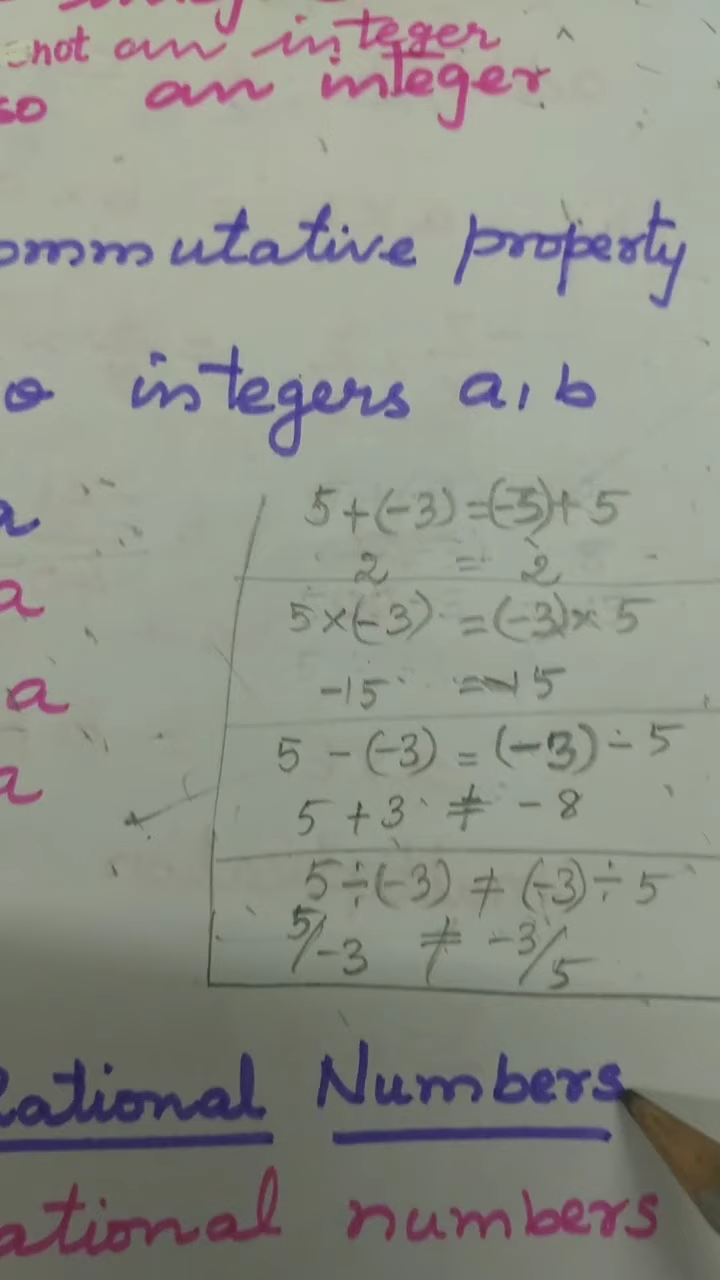 not an integer
so an integer
ommutative property
o integers a, b
a
5+(-3) =(-3)+5
2 = 2
a
5×(-3) =(-3)×5
a
-15 =-15
5 -(-3) = (-3) - 5
a
5 + 3 ≠ - 8
5÷(-3) ≠ (-3)÷5
5/-3 ≠ -3/5
Rational Numbers
ational numbers